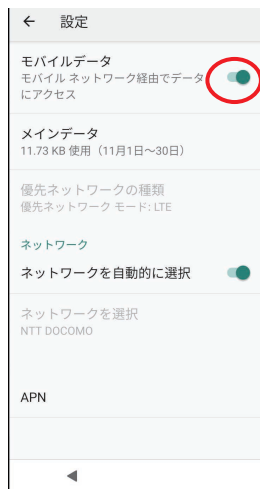 設定
モバイルデータ
モバイル ネットワーク経由でデータ
にアクセス
メインデータ
11.73 KB 使用（11月1日～30日）
優先ネットワークの種類
優先ネットワーク モード: LTE
ネットワーク
ネットワークを自動的に選択
ネットワークを選択
NTT DOCOMO
APN